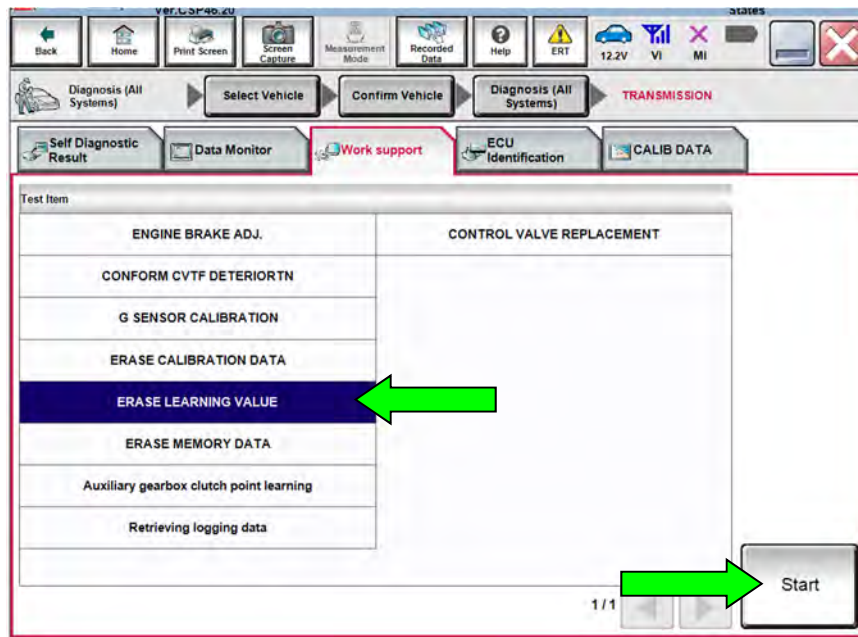 Ver.CSP46.20
States
Back
Home
Print Screen
Screen
Capture
Measurement
Mode
Recorded
Data
Help
ERT
12.2V
VI
MI
Diagnosis (All
Systems)
Select Vehicle
Confirm Vehicle
Diagnosis (All
Systems)
TRANSMISSION
Self Diagnostic
Result
Data Monitor
Work support
ECU
Identification
CALIB DATA
Test Item
ENGINE BRAKE ADJ.
CONTROL VALVE REPLACEMENT
CONFORM CVTF DETERIORTN
G SENSOR CALIBRATION
ERASE CALIBRATION DATA
ERASE LEARNING VALUE
ERASE MEMORY DATA
Auxiliary gearbox clutch point learning
Retrieving logging data
1/1
Start